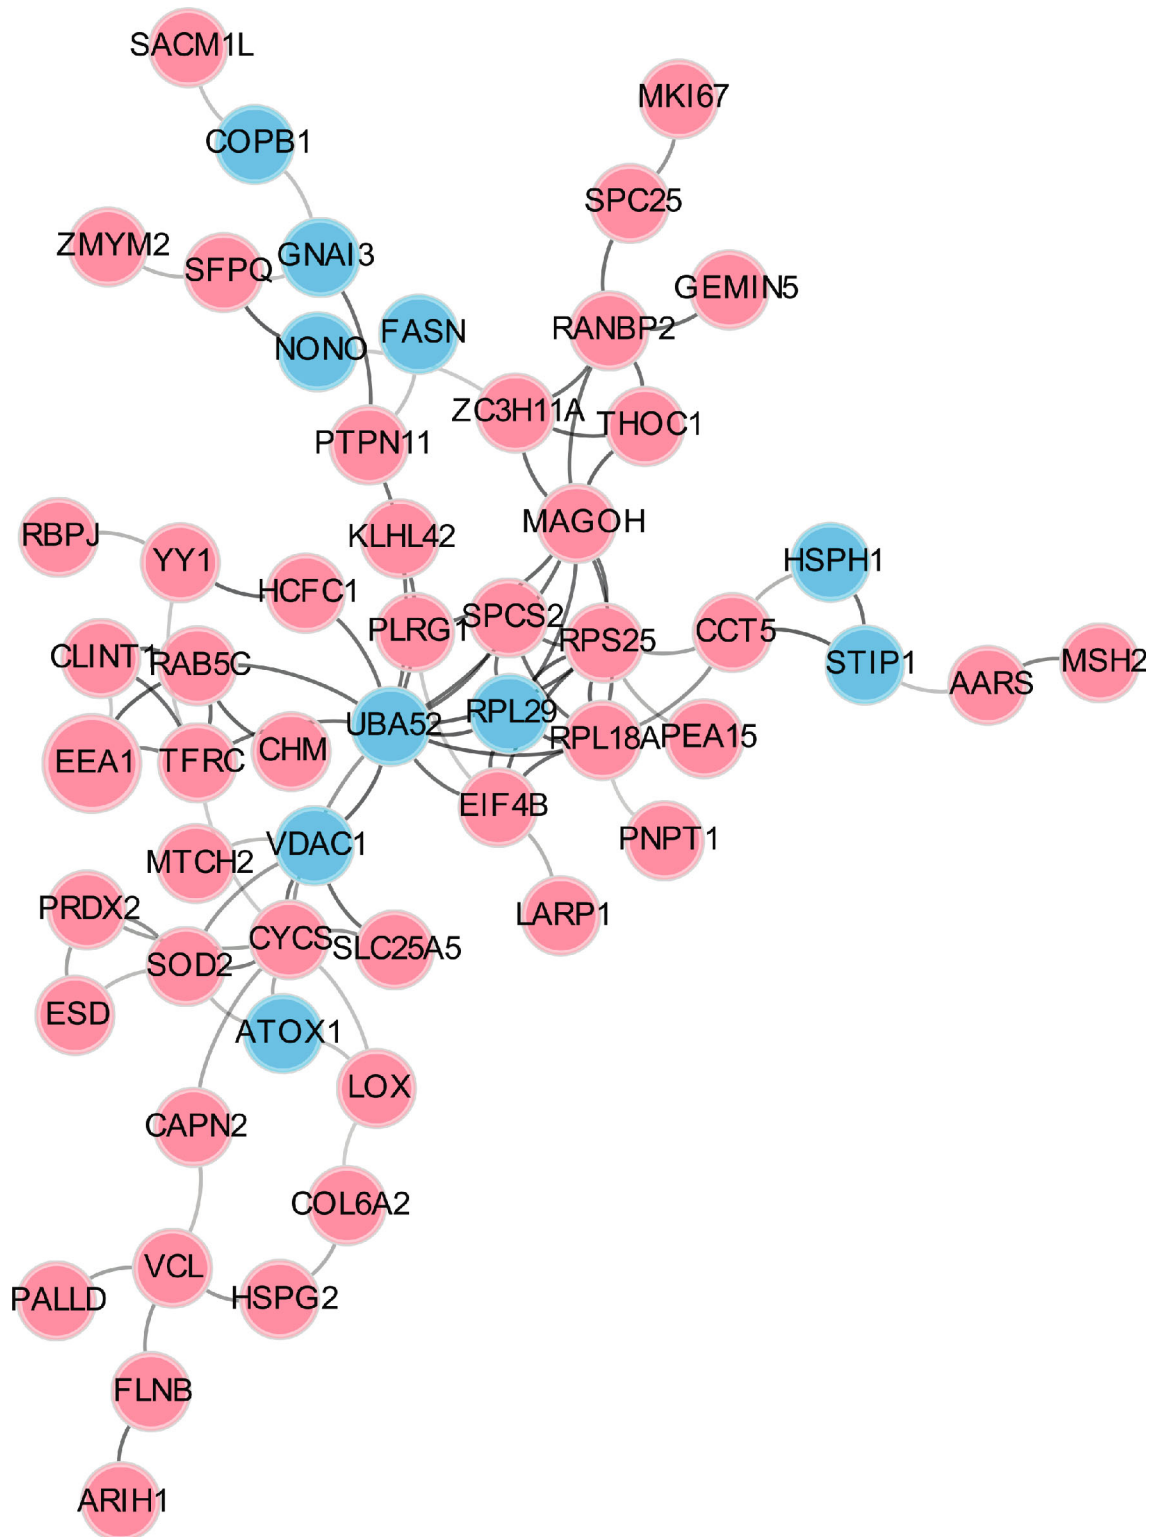 SACM1L
MKI67
COPB1
SPC25
ZMYM2
SFPQ
GNAI3
GEMIN5
FASN
RANBP2
NONO
ZC3H11A
THOC1
PTPN11
MAGOH
RBPJ
YY1
KLHL42
HSPH1
HCFC1
PLRG1
SPCS2
RPS25
CCT5
CLINT1
RAB5C
STIP1
AARS
MSH2
UBA52
RPL29
RPL18A
PEA15
EEA1
TFRC
CHM
EIF4B
MTCH2
VDAC1
PNPT1
PRDX2
LARP1
SOD2
CYCS
SLC25A5
ESD
ATOX1
LOX
CAPN2
COL6A2
VCL
PALLD
HSPG2
FLNB
ARIH1